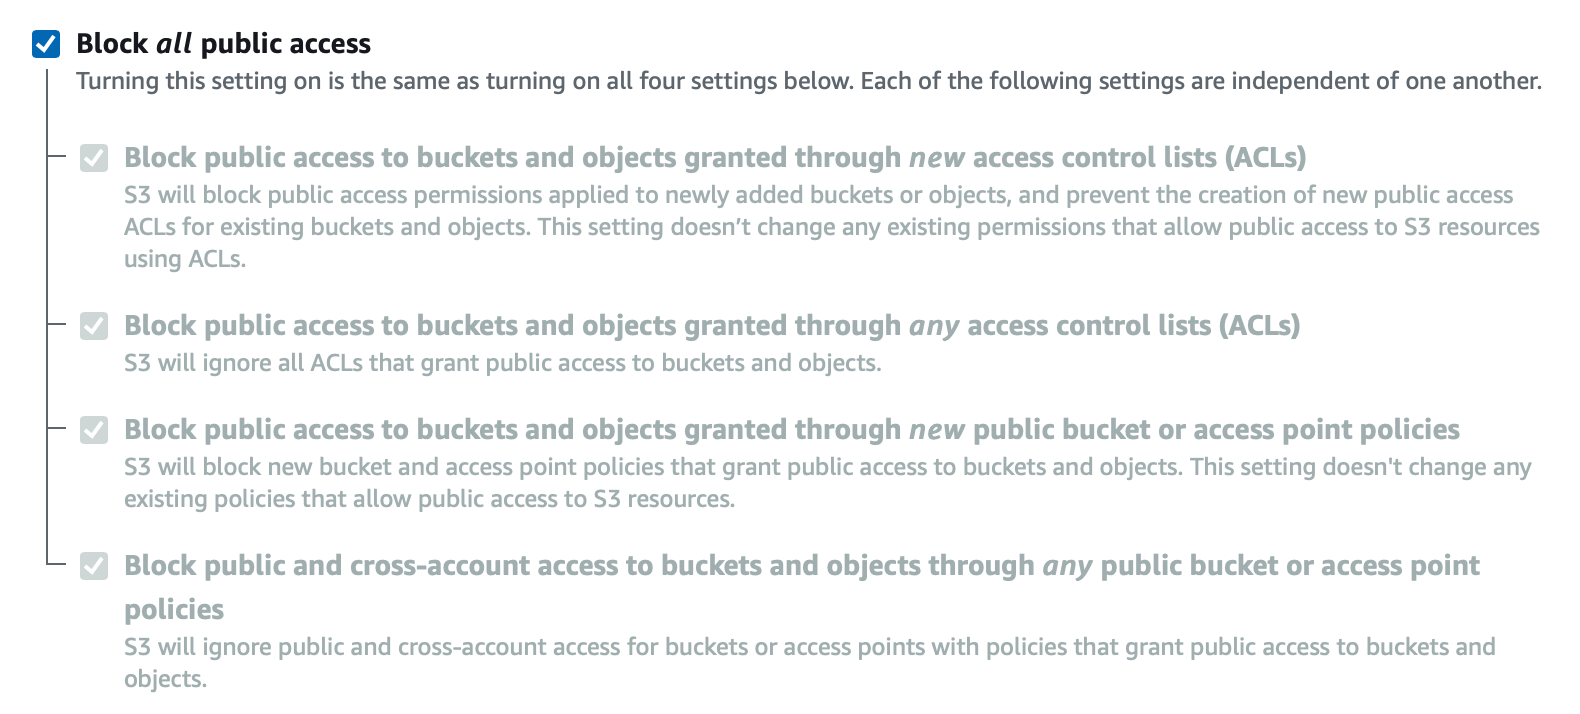 Block all public access
Turning this setting on is the same as turning on all four settings below. Each of the following settings are independent of one another.
Block public access to buckets and objects granted through new access control lists (ACLs)
S3 will block public access permissions applied to newly added buckets or objects, and prevent the creation of new public access
ACLs for existing buckets and objects. This setting doesn’t change any existing permissions that allow public access to S3 resources
using ACLs.
Block public access to buckets and objects granted through any access control lists (ACLs)
S3 will ignore all ACLs that grant public access to buckets and objects.
Block public access to buckets and objects granted through new public bucket or access point policies
S3 will block new bucket and access point policies that grant public access to buckets and objects. This setting doesn't change any
existing policies that allow public access to S3 resources.
Block public and cross-account access to buckets and objects through any public bucket or access point
policies
S3 will ignore public and cross-account access for buckets or access points with policies that grant public access to buckets and
objects.